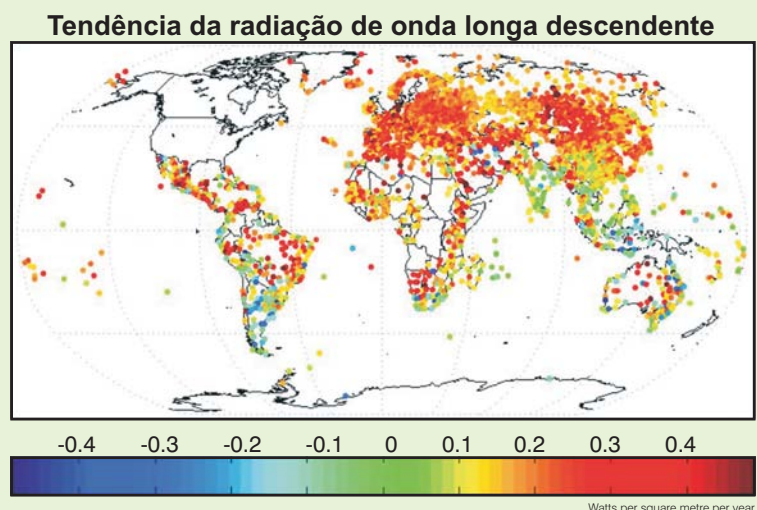 Tendência da radiação de onda longa descendente
-0.4 -0.3 -0.2 -0.1 0 0.1 0.2 0.3 0.4
Watts per square metre per year